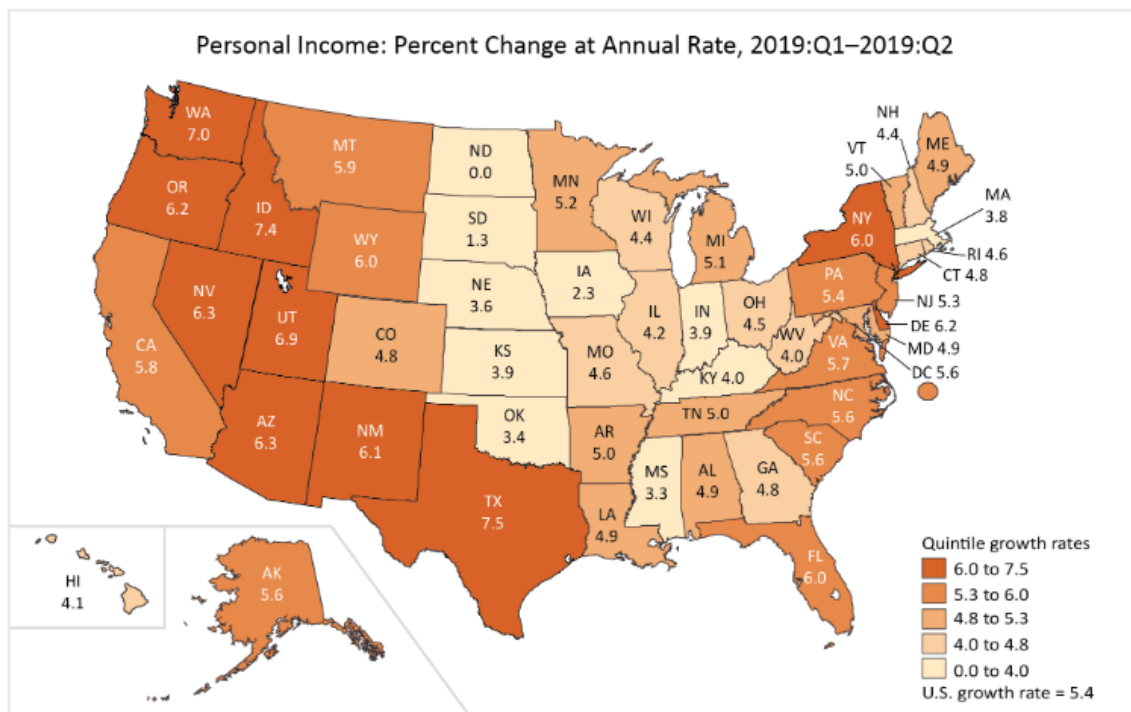 Personal Income: Percent Change at Annual Rate, 2019:Q1–2019:Q2
WA
7.0
MT
5.9
ND
0.0
MN
5.2
NH
4.4
VT
5.0
ME
4.9
OR
6.2
ID
7.4
SD
1.3
WI
4.4
MI
5.1
NY
6.0
MA
3.8
RI 4.6
CT 4.8
WY
6.0
NE
3.6
IA
2.3
PA
5.4
NJ 5.3
DE 6.2
MD 4.9
DC 5.6
NV
6.3
UT
6.9
CO
4.8
IL
4.2
IN
3.9
OH
4.5
WV
4.0
VA
5.7
CA
5.8
KS
3.9
MO
4.6
KY 4.0
NC
5.6
TN 5.0
AZ
6.3
NM
6.1
OK
3.4
AR
5.0
SC
5.6
MS
3.3
AL
4.9
GA
4.8
TX
7.5
LA
4.9
FL
6.0
HI
4.1
AK
5.6
Quintile growth rates
6.0 to 7.5
5.3 to 6.0
4.8 to 5.3
4.0 to 4.8
0.0 to 4.0
U.S. growth rate = 5.4